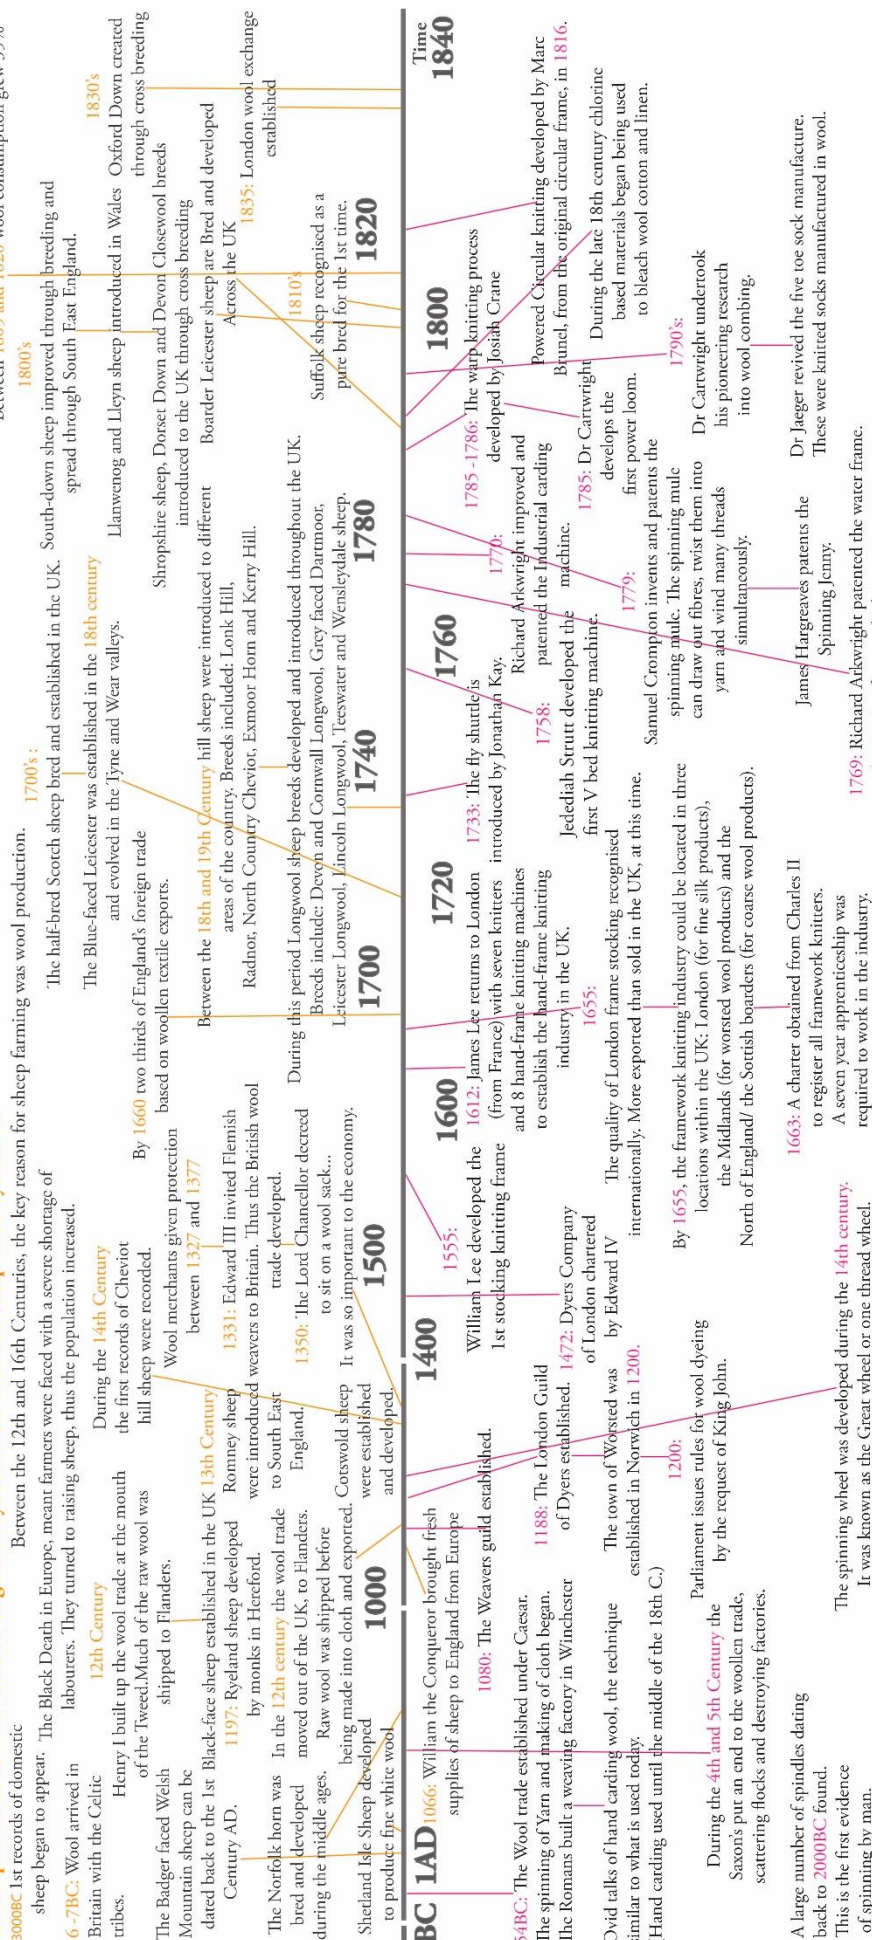 3000BC 1st records of domestic
sheep began to appear.
6 -7BC: Wool arrived in
Britain with the Celtic
tribes.
The Badger faced Welsh
Mountain sheep can be
dated back to the 1st
Century AD.
The Norfolk horn was
bred and developed
during the middle ages.
Shetland Isle Sheep developed
to produce fine white wool
Between the 12th and 16th Centuries, the key reason for sheep farming was wool production.
The Black Death in Europe, meant farmers were faced with a severe shortage of
labourers. They turned to raising sheep, thus the population increased.
12th Century
Henry I built up the wool trade at the mouth
of the Tweed.Much of the raw wool was
shipped to Flanders.
Black-face sheep established in the UK 13th Century
1197: Ryeland sheep developed
by monks in Hereford.
In the 12th century the wool trade
moved out of the UK, to Flanders.
Raw wool was shipped before
being made into cloth and exported.
1066: William the Conqueror brought fresh
supplies of sheep to England from Europe
During the 14th Century
the first records of Cheviot
hill sheep were recorded.
Romney sheep
were introduced
to South East
England.
Cotswold sheep
were established
and developed.
Wool merchants given protection
between 1327 and 1377
1331: Edward III invited Flemish
weavers to Britain. Thus the British wool
trade developed.
1350: The Lord Chancellor decreed
to sit on a wool sack...
It was so important to the economy.
By 1660 two thirds of England's foreign trade
based on woollen textile exports.
1700's :
The half-bred Scotch sheep bred and established in the UK.
The Blue-faced Leicester was established in the 18th century
and evolved in the Tyne and Wear valleys.
Between the 18th and 19th Century hill sheep were introduced to different
areas of the country. Breeds included: Lonk Hill,
Radnor, North Country Cheviot, Exmoor Horn and Kerry Hill.
During this period Longwool sheep breeds developed and introduced throughout the UK.
Breeds include: Devon and Cornwall Longwool, Grey faced Dartmoor,
Leicester Longwool, Lincoln Longwool, Teeswater and Wensleydale sheep.
and 1820 wool consumption grew
1800's
South-down sheep improved through breeding and
spread through South East England.
Llanwenog and Lleyn sheep introduced in Wales
Shropshire sheep, Dorset Down and Devon Closewool breeds
introduced to the UK through cross breeding
Boarder Leicester sheep are Bred and developed
Across the UK
1810's
Suffolk sheep recognised as a
pure bred for the 1st time.
1830's
Oxford Down created
through cross breeding
1835: London wool exchange
established
BC 1AD 1000 1400 1500 1600 1700 1720 1740 1760 1780 1800 1820 1840
Time
54BC: The Wool trade established under Caesar.
The spinning of Yarn and making of cloth began.
The Romans built a weaving factory in Winchester
Ovid talks of hand carding wool, the technique
similar to what is used today.
(Hand carding used until the middle of the 18th C.)
During the 4th and 5th Century the
Saxon's put an end to the woollen trade,
scattering flocks and destroying factories.
A large number of spindles dating
back to 2000BC found.
This is the first evidence
of spinning by man.
1080: The Weavers guild established.
1188: The London Guild
of Dyers established.
The town of Worsted was
established in Norwich in 1200.
1200:
Parliament issues rules for wool dyeing
by the request of King John.
The spinning wheel was developed during the 14th century.
It was known as the Great wheel or one thread wheel.
1472: Dyers Company
of London chartered
by Edward IV
1555:
William Lee developed the
1st stocking knitting frame
1612: James Lee returns to London
(from France) with seven knitters
and 8 hand-frame knitting machines
to establish the hand-frame knitting
industry in the UK.
1655:
The quality of London frame stocking recognised
internationally. More exported than sold in the UK, at this time.
By 1655, the framework knitting industry could be located in three
locations within the UK: London (for fine silk products),
the Midlands (for worsted wool products) and the
North of England/ the Sottish boarders (for coarse wool products).
1663: A charter obtained from Charles II
to register all framework knitters.
A seven year apprenticeship was
required to work in the industry.
1733: The fly shuttle is
introduced by Jonathan Kay.
1758:
Jedediah Strutt developed the
first V bed knitting machine.
1770:
Richard Arkwright improved and
patented the Industrial carding
machine.
1779:
Samuel Crompton invents and patents the
spinning mule. The spinning mule
can draw out fibres, twist them into
yarn and wind many threads
simultaneously.
James Hargreaves patents the
Spinning Jenny.
1769: Richard Arkwright patented the water frame.
1785 -1786: The warp knitting process
developed by Josiah Crane
1785: Dr Cartwright
develops the
first power loom.
1790's:
Dr Cartwright undertook
his pioneering research
into wool combing.
Powered Circular knitting developed by Marc
Brunel, from the original circular frame, in 1816.
During the late 18th century chlorine
based materials began being used
to bleach wool cotton and linen.
Dr Jaeger revived the five toe sock manufacture.
These were knitted socks manufactured in wool.